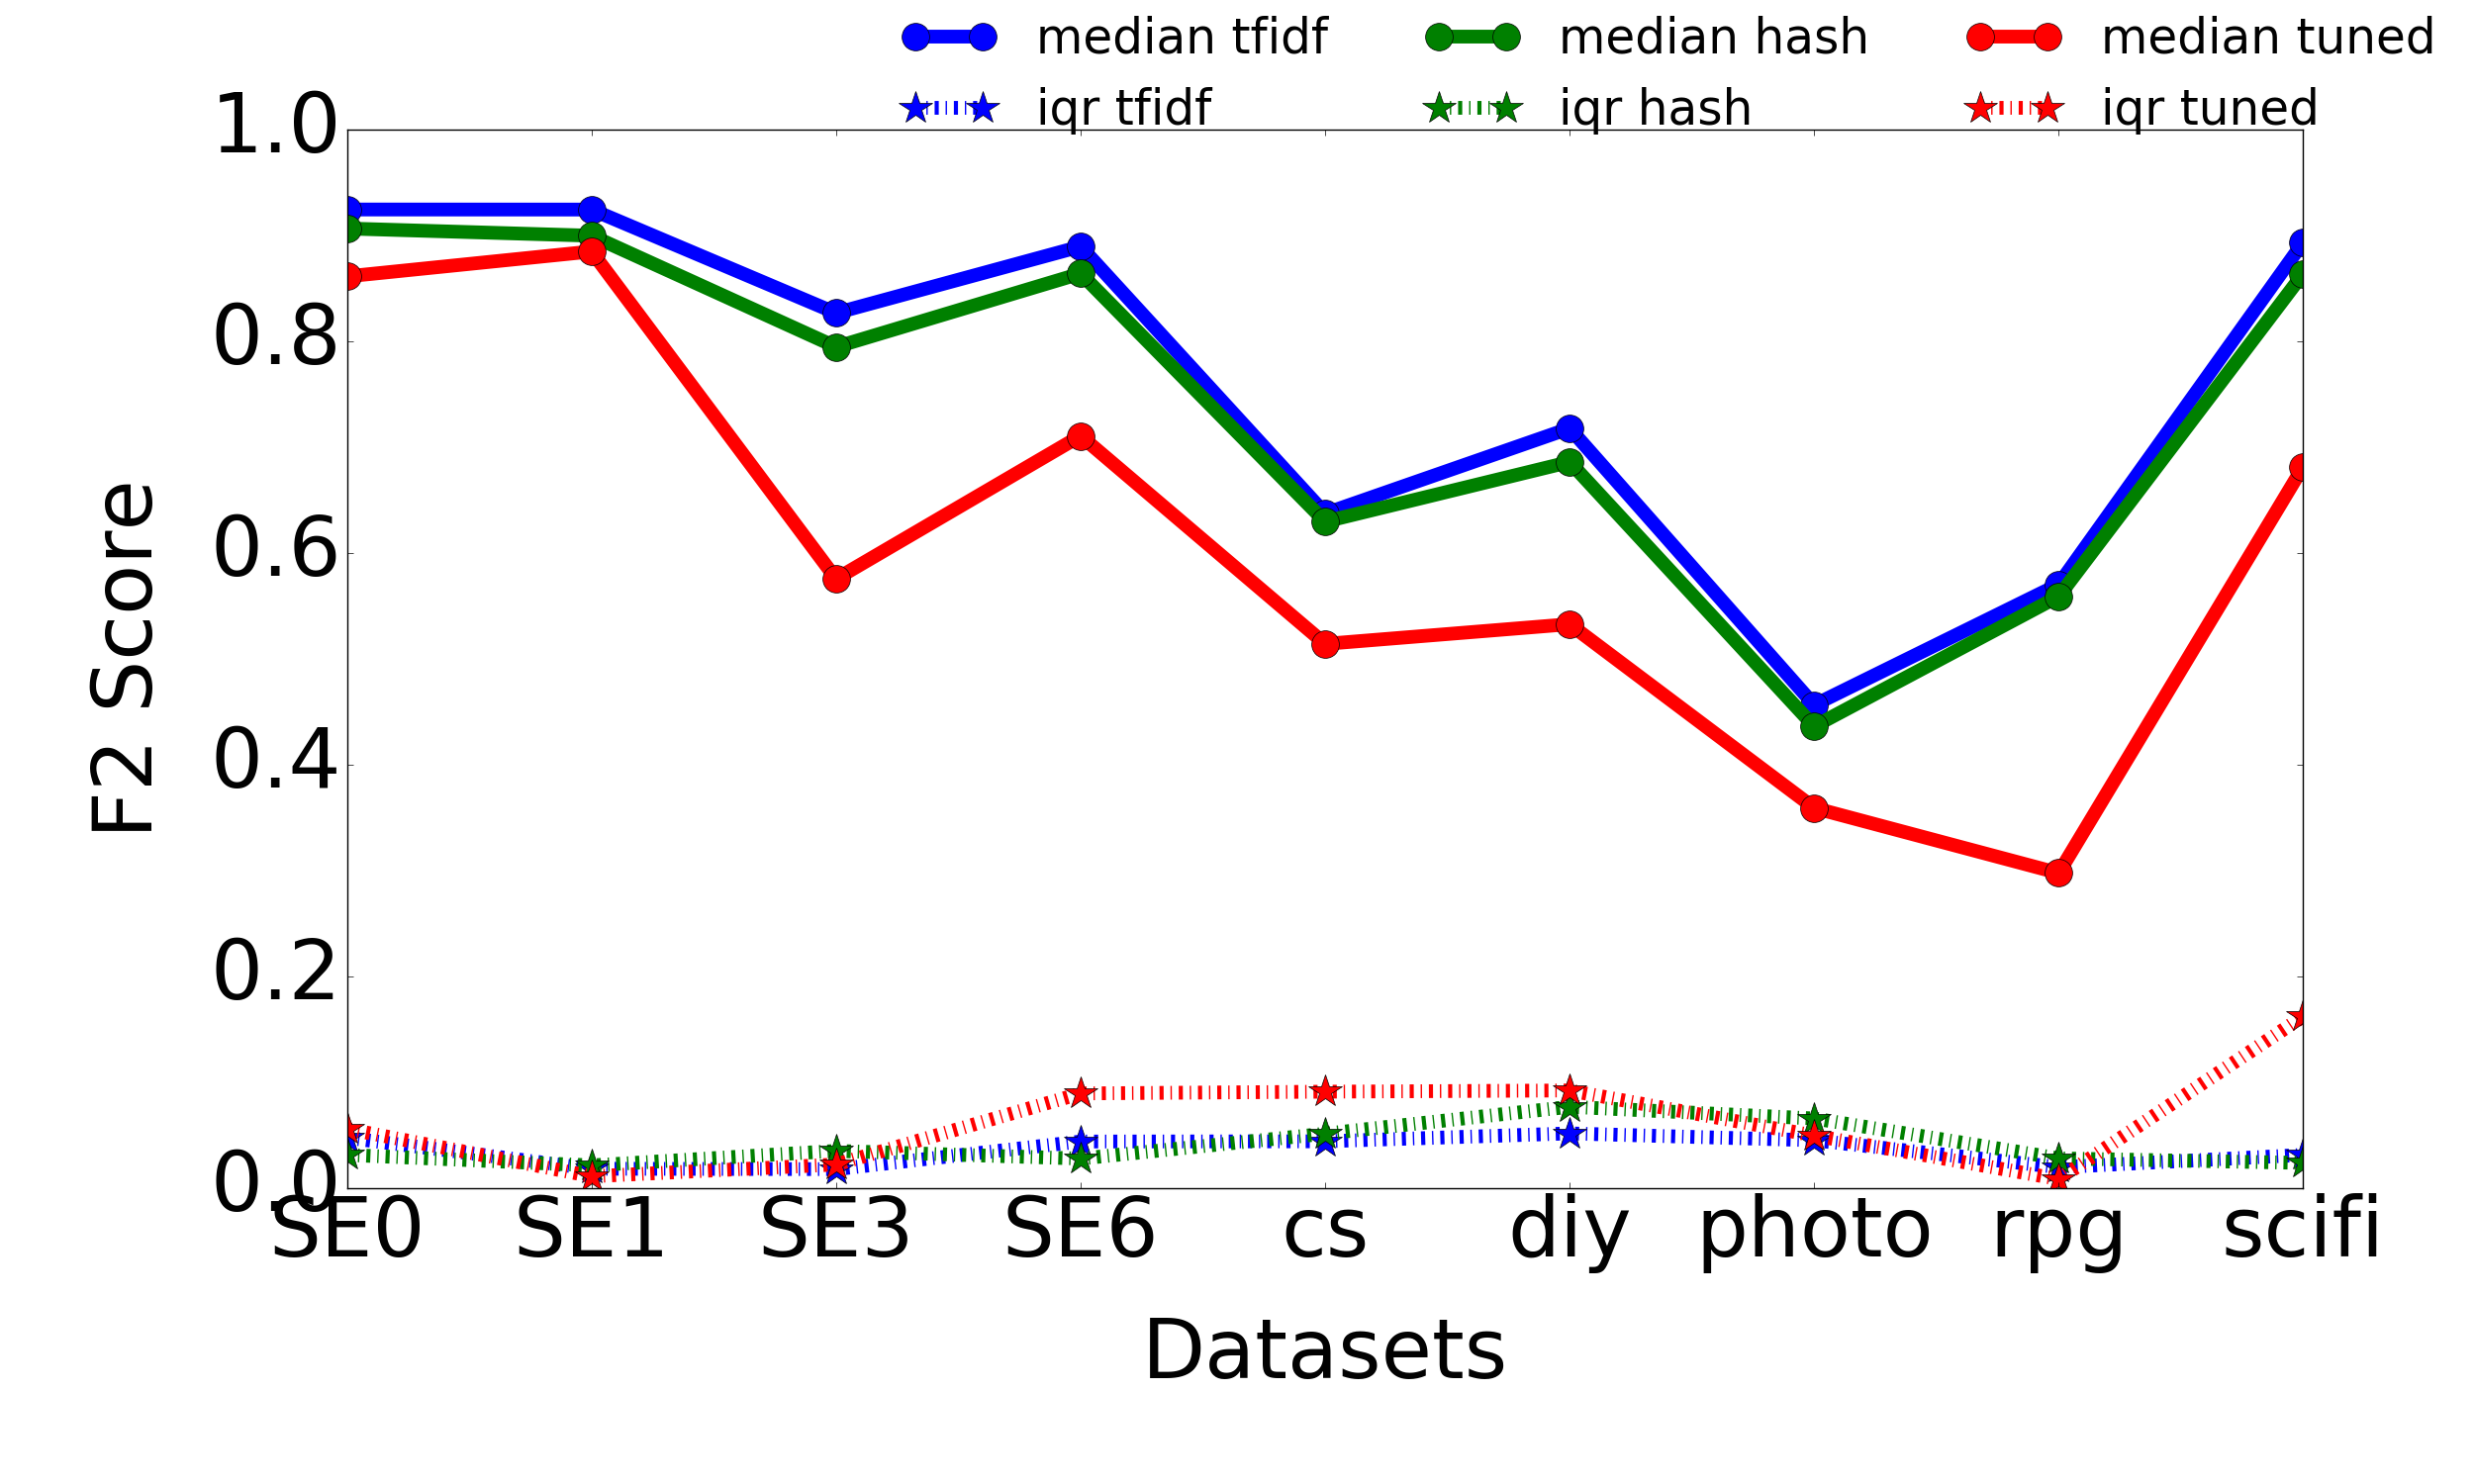 median tfidf median hash median tuned
iqr tfidf iqr hash iqr tuned
1.0
0.8
0.6
0.4
0.2
0.0
F2 Score
SE0 SE1 SE3 SE6 cs diy photo rpg scifi
Datasets